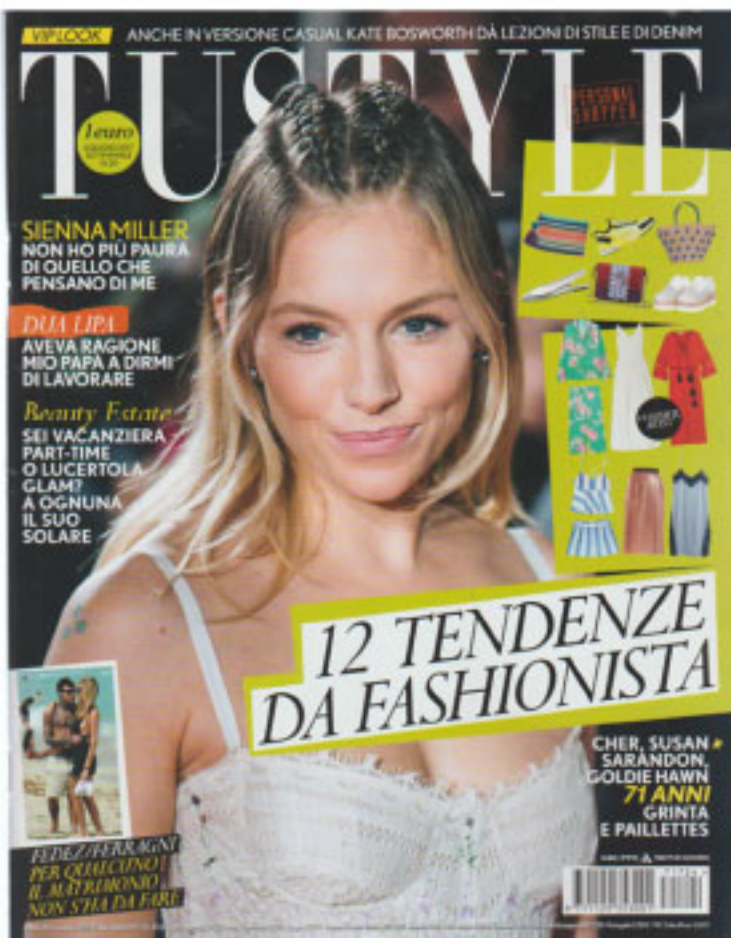 VIP LOOK ANCHE IN VERSIONE CASUAL KATE BOSWORTH DÀ LEZIONI DI STILE E DI DENIM
TUSTYLE
PERSONAL
SHOPPER
1 euro
SIENNA MILLER
NON HO PIÙ PAURA
DI QUELLO CHE
PENSANO DI ME
DUA LIPA
AVEVA RAGIONE
MIO PAPÀ A DIRMI
DI LAVORARE
Beauty Estate
SEI VACANZIERA
PART-TIME
O LUCERTOLA
GLAM?
A OGNUNA
IL SUO
SOLARE
12 TENDENZE
DA FASHIONISTA
CHER, SUSAN
SARANDON,
GOLDIE HAWN
71 ANNI
GRINTA
E PAILLETTES
FEDEZ/FERRAGNI
PER QUALCUNO
IL MATRIMONIO
NON S'HA DA FARE